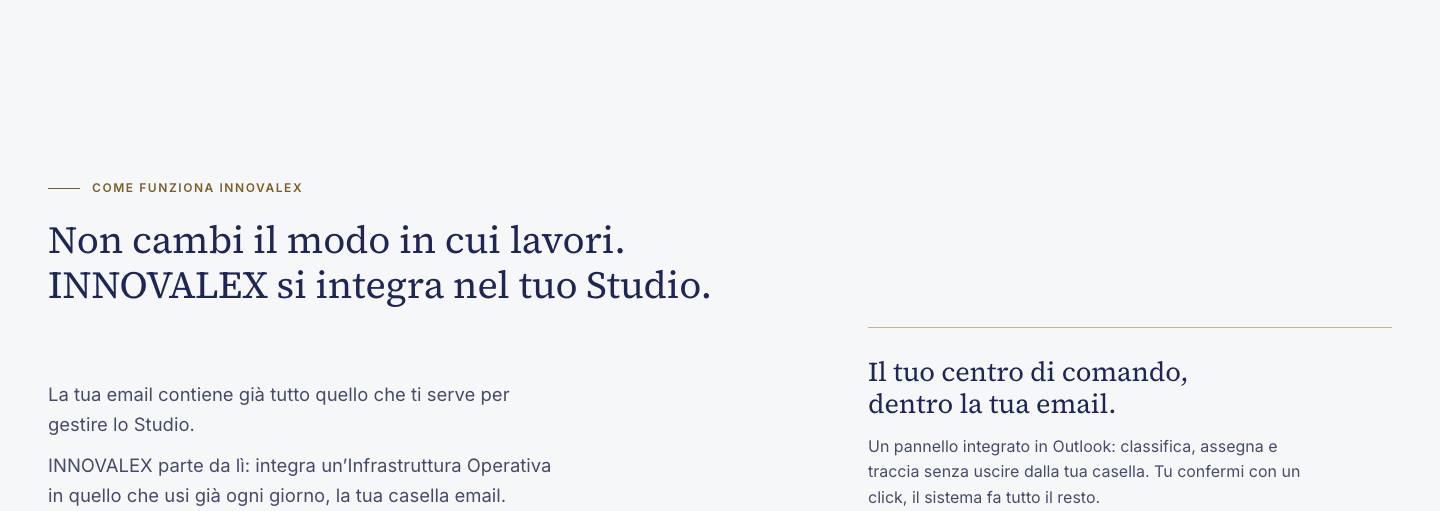 COME FUNZIONA INNOVALEX
Non cambi il modo in cui lavori.
INNOVALEX si integra nel tuo Studio.
La tua email contiene già tutto quello che ti serve per
gestire lo Studio.
INNOVALEX parte da lì: integra un’Infrastruttura Operativa
in quello che usi già ogni giorno, la tua casella email.
Il tuo centro di comando,
dentro la tua email.
Un pannello integrato in Outlook: classifica, assegna e
traccia senza uscire dalla tua casella. Tu confermi con un
click, il sistema fa tutto il resto.